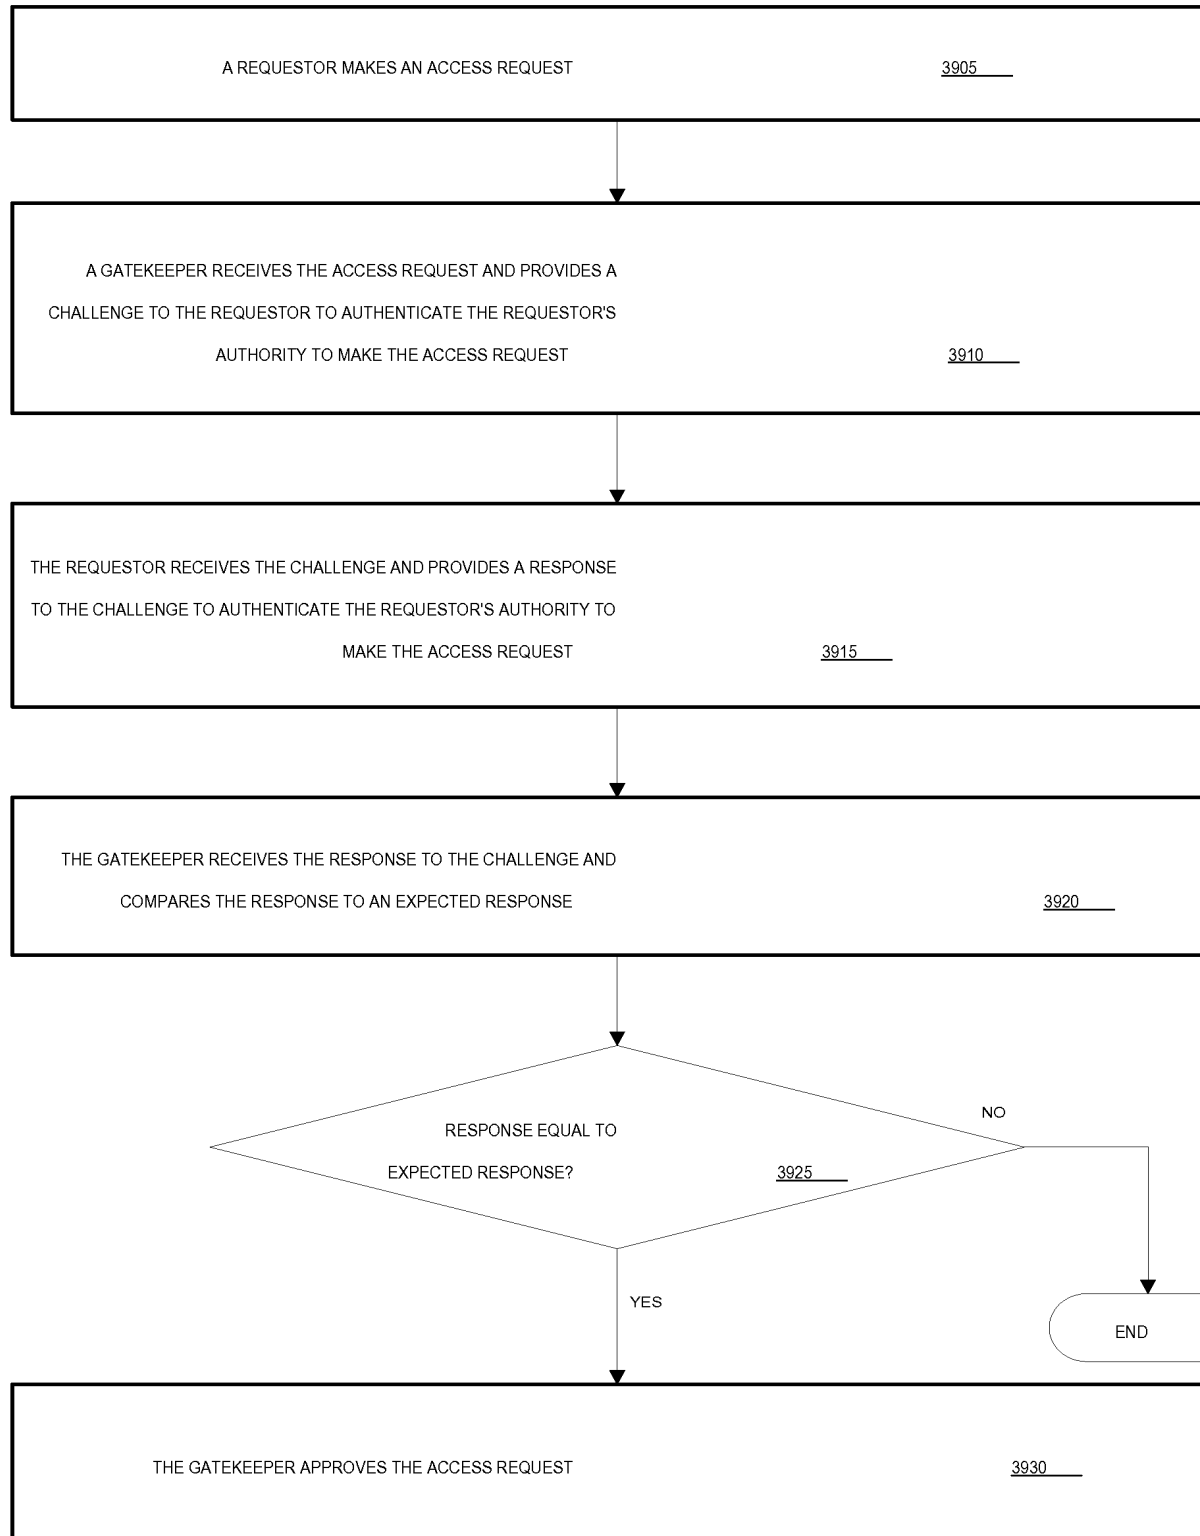 A REQUESTOR MAKES AN ACCESS REQUEST 3905
A GATEKEEPER RECEIVES THE ACCESS REQUEST AND PROVIDES A
CHALLENGE TO THE REQUESTOR TO AUTHENTICATE THE REQUESTOR'S
AUTHORITY TO MAKE THE ACCESS REQUEST 3910
THE REQUESTOR RECEIVES THE CHALLENGE AND PROVIDES A RESPONSE
TO THE CHALLENGE TO AUTHENTICATE THE REQUESTOR'S AUTHORITY TO
MAKE THE ACCESS REQUEST 3915
THE GATEKEEPER RECEIVES THE RESPONSE TO THE CHALLENGE AND
COMPARES THE RESPONSE TO AN EXPECTED RESPONSE 3920
NO
RESPONSE EQUAL TO
EXPECTED RESPONSE? 3925
YES
END
THE GATEKEEPER APPROVES THE ACCESS REQUEST 3930